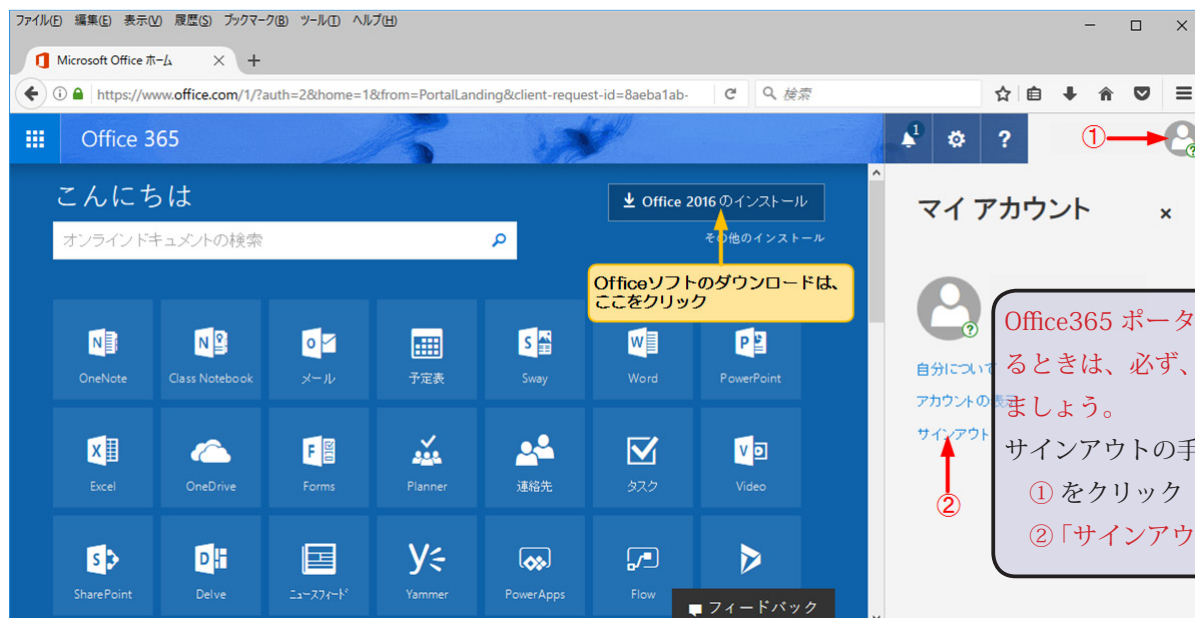 ファイル(F) 編集(E) 表示(V) 履歴(S) ブックマーク(B) ツール(T) ヘルプ(H)
Microsoft Office ホーム
https://www.office.com/1/?auth=2&home=1&from=PortalLanding&client-request-id=8aeba1ab-
検索
Office 365
1
?
①
こんにちは
Office 2016 のインストール
マイ アカウント
オンラインドキュメントの検索
その他のインストール
Officeソフトのダウンロードは、
ここをクリック
OneNote Class Notebook メール 予定表 Sway Word PowerPoint
Excel OneDrive Forms Planner 連絡先 タスク Video
SharePoint Delve ニュースフィード Yammer PowerApps Flow
フィードバック
自分について
アカウントの表示
サインアウト
②
Office365 ポータ
るときは、必ず、
ましょう。
サインアウトの手
① をクリック
②「サインアウ